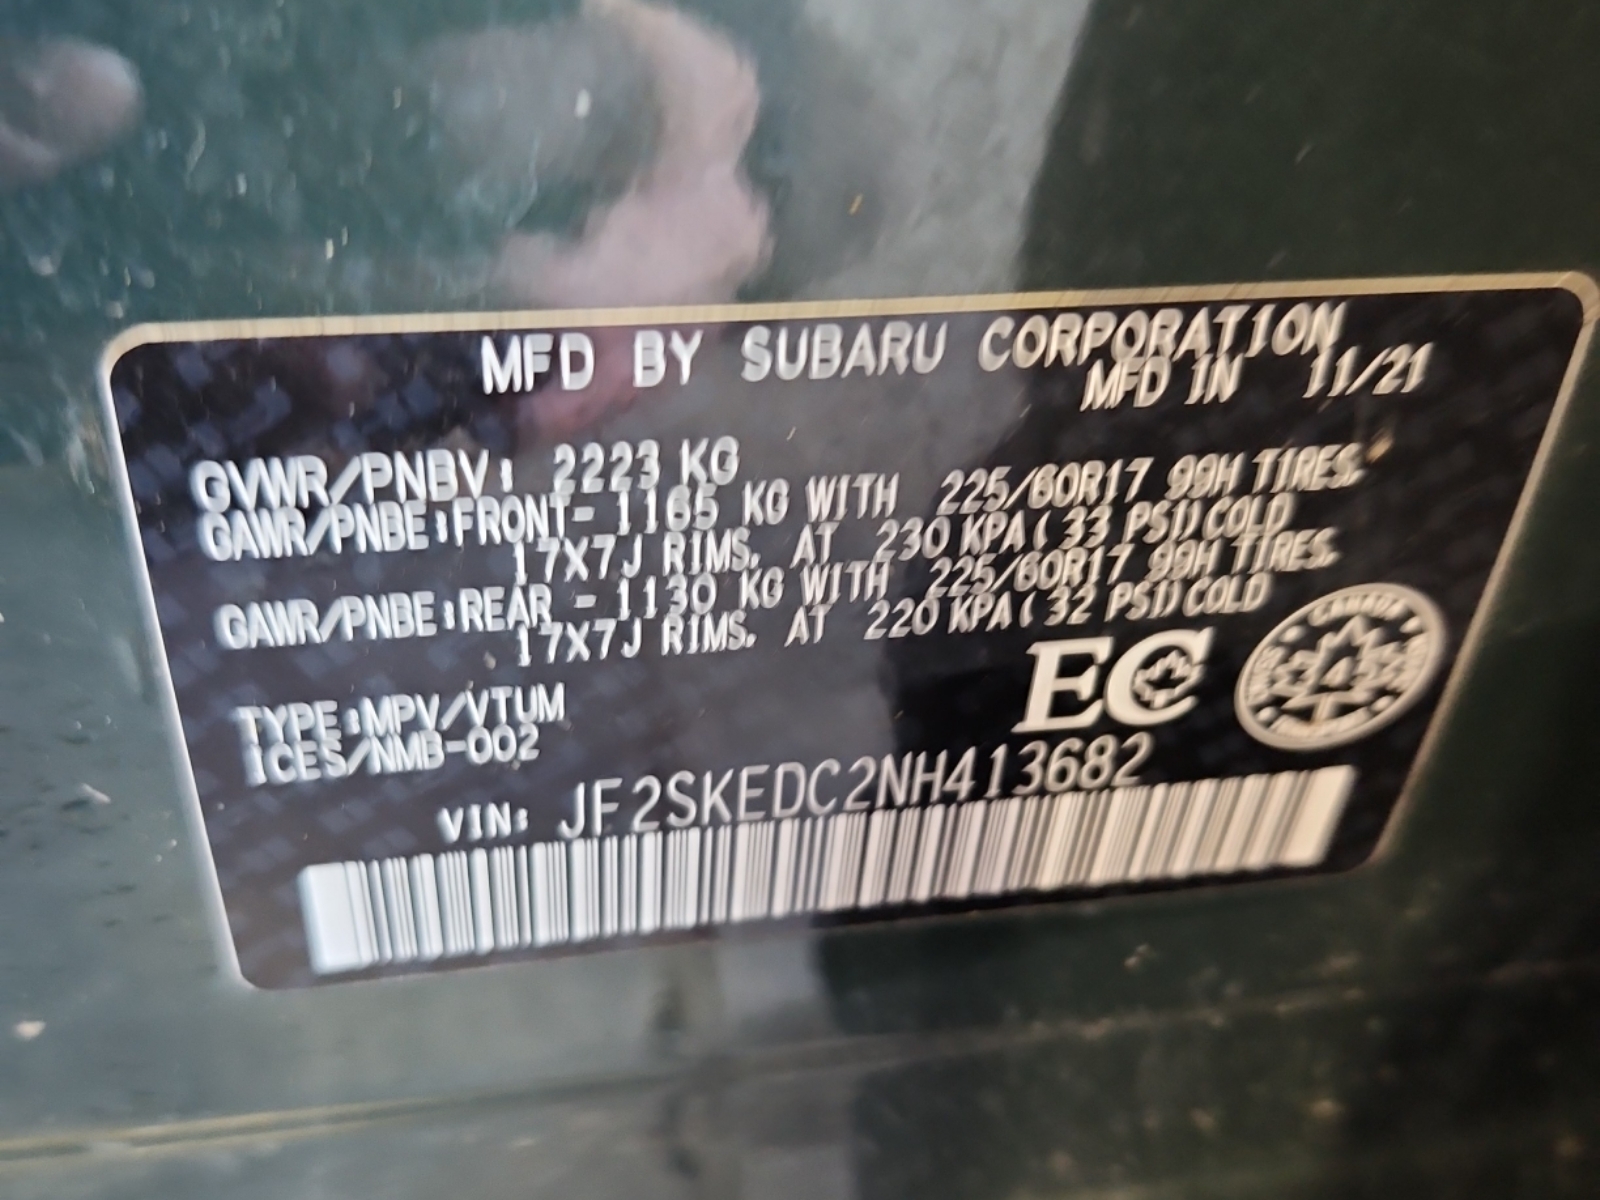 MFD BY SUBARU CORPORATION
MFD IN 11/21
GVWR/PNBV: 2223 KG
GAWR/PNBE:FRONT- 1165 KG WITH 225/60R17 99H TIRES.
17X7J RIMS. AT 230 KPA( 33 PSI)COLD
GAWR/PNBE:REAR - 1130 KG WITH 225/60R17 99H TIRES.
17X7J RIMS. AT 220 KPA( 32 PSI)COLD
EC
CANADA
TYPE:MPV/VTUM
ICES/NMB-002
VIN: JF2SKEDC2NH413682